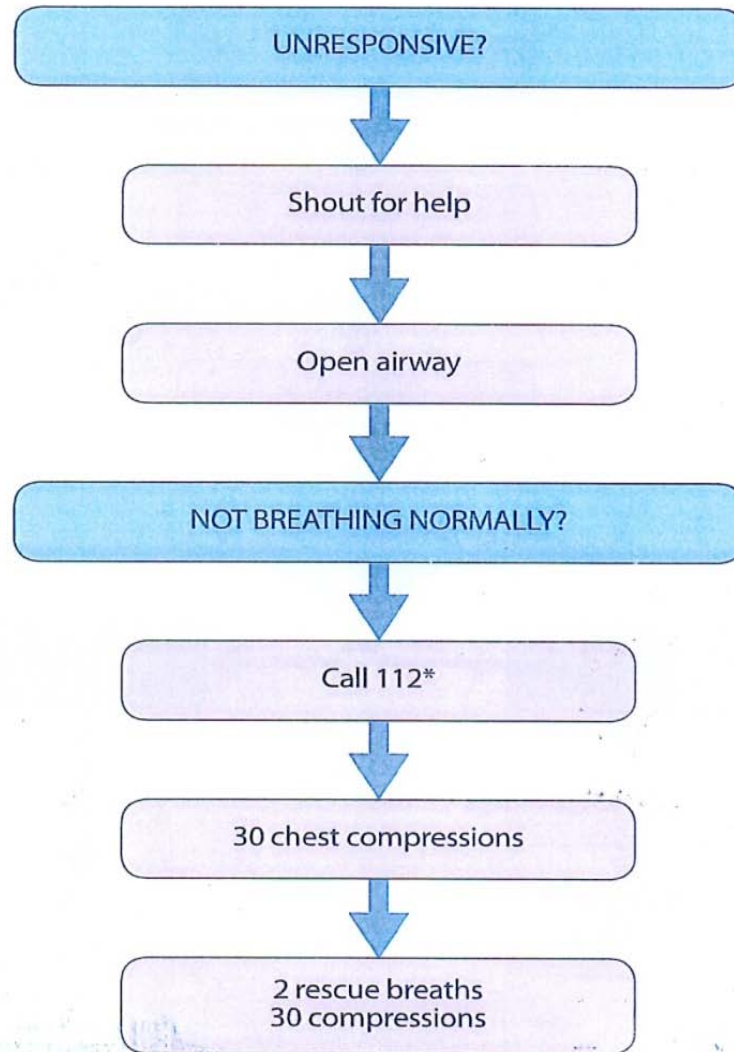 UNRESPONSIVE?
Shout for help
Open airway
NOT BREATHING NORMALLY?
Call 112*
30 chest compressions
2 rescue breaths
30 compressions